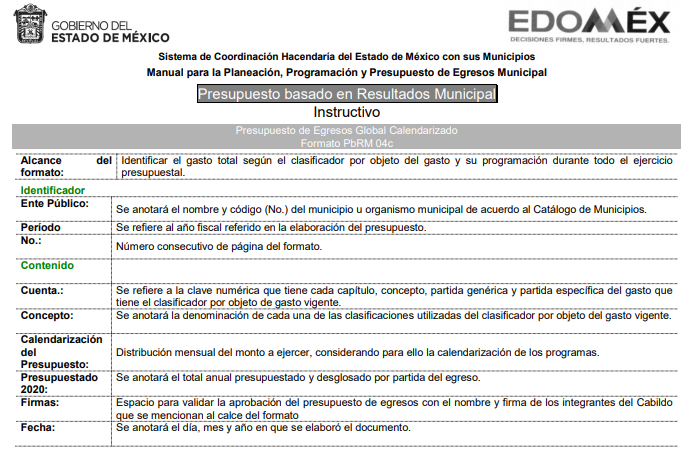 GOBIERNO DEL
ESTADO DE MÉXICO
EDOMÉX
DECISIONES FIRMES, RESULTADOS FUERTES.
Sistema de Coordinación Hacendaría del Estado de México con sus Municipios
Manual para la Planeación, Programación y Presupuesto de Egresos Municipal
Presupuesto basado en Resultados Municipal
Instructivo
Presupuesto de Egresos Global Calendarizado
Formato PbRM 04c
Alcance del formato: Identificar el gasto total según el clasificador por objeto del gasto y su programación durante todo el ejercicio
presupuestal.
Identificador
Ente Público: Se anotará el nombre y código (No.) del municipio u organismo municipal de acuerdo al Catálogo de Municipios.
Período Se refiere al año fiscal referido en la elaboración del presupuesto.
No.: Número consecutivo de página del formato.
Contenido
Cuenta.: Se refiere a la clave numérica que tiene cada capítulo, concepto, partida genérica y partida específica del gasto que
tiene el clasificador por objeto de gasto vigente.
Concepto: Se anotará la denominación de cada una de las clasificaciones utilizadas del clasificador por objeto del gasto vigente.
Calendarización
del
Presupuesto: Distribución mensual del monto a ejercer, considerando para ello la calendarización de los programas.
Presupuestado
2020: Se anotará el total anual presupuestado y desglosado por partida del egreso.
Firmas: Espacio para validar la aprobación del presupuesto de egresos con el nombre y firma de los integrantes del Cabildo
que se mencionan al calce del formato
Fecha: Se anotará el día, mes y año en que se elaboró el documento.